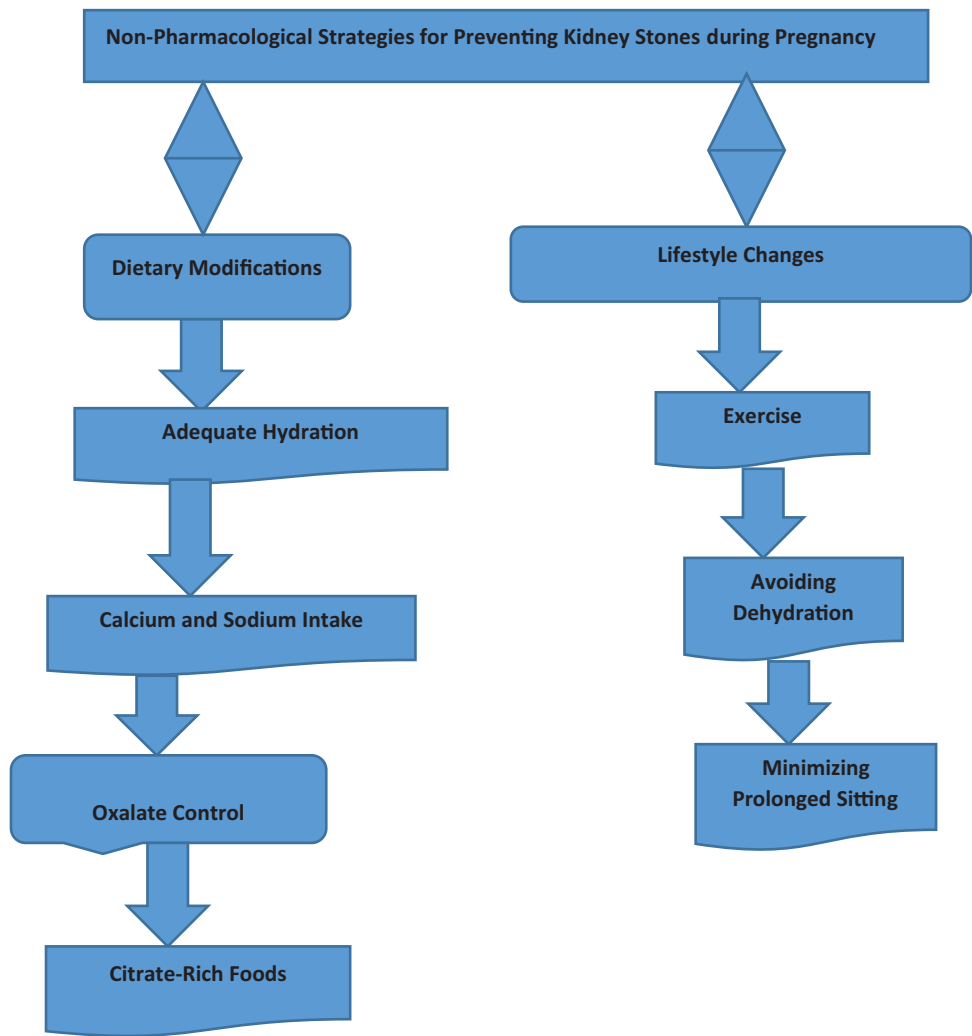 Non-Pharmacological Strategies for Preventing Kidney Stones during Pregnancy
Dietary Modifications
Adequate Hydration
Calcium and Sodium Intake
Oxalate Control
Citrate-Rich Foods
Lifestyle Changes
Exercise
Avoiding
Dehydration
Minimizing
Prolonged Sitting